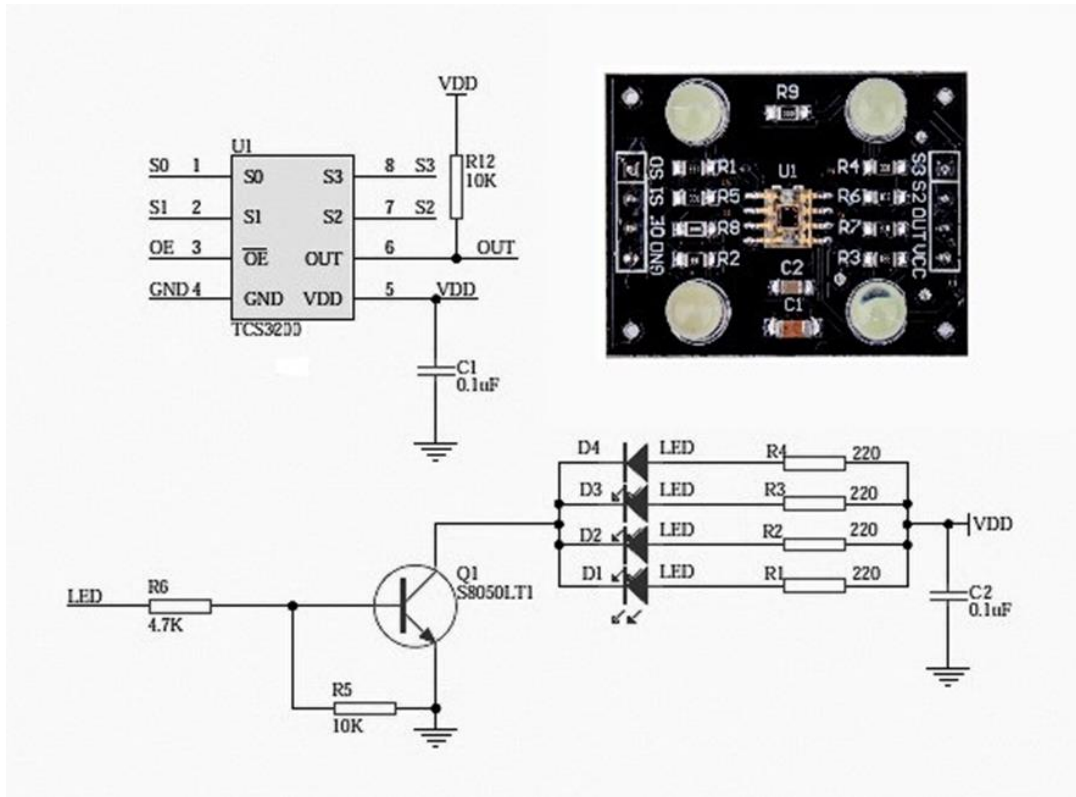 VDD
U1
S0 1 S0 S3 8 S3
R12
10K
S1 2 S1 S2 7 S2
OE 3 OE OUT 6 OUT
GND 4 GND VDD 5 VDD
TCS3200
C1
0.1uF
R9
S0 R1 U1 R4 S3
S1 R5 R6 S2
R8 R7 OUT
GND R2 R3 VCC
C2
C1
D4 LED R4 220
D3 LED R3 220
D2 LED R2 220
D1 LED R1 220
VDD
C2
0.1uF
LED
R6
4.7K
Q1
S8050LT1
R5
10K